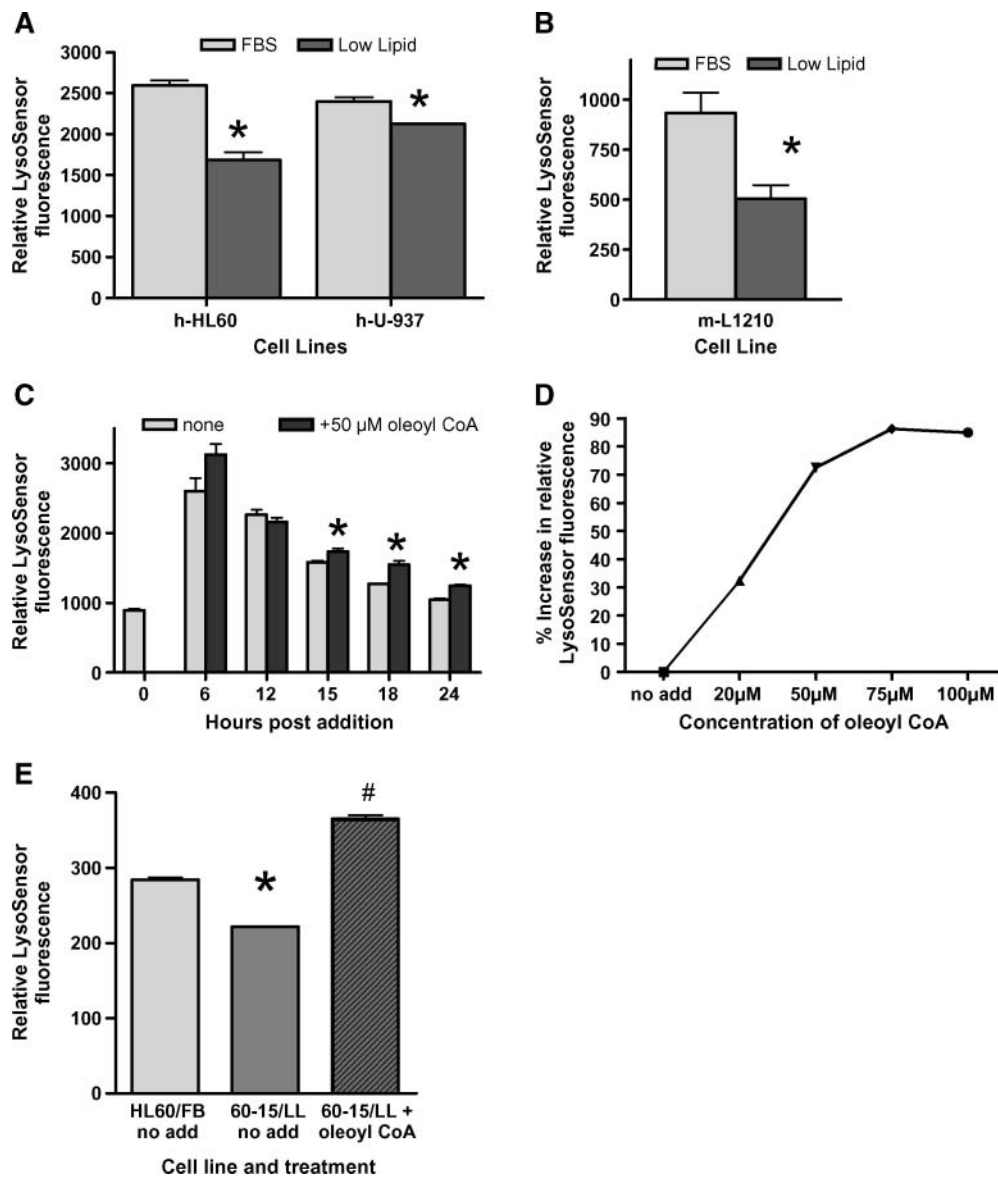 A
FBS Low Lipid
Relative LysoSensor
fluorescence
3000
2500
2000
1500
1000
500
0
*
*
h-HL60 h-U-937
Cell Lines
B
FBS Low Lipid
Relative LysoSensor
fluorescence
1000
750
500
250
0
*
m-L1210
Cell Line
C
none +50 µM oleoyl CoA
Relative LysoSensor
fluorescence
3000
2000
1000
0
* * *
0 6 12 15 18 24
Hours post addition
D
% Increase in relative
LysoSensor fluorescence
90
80
70
60
50
40
30
20
10
0
no add 20µM 50µM 75µM 100µM
Concentration of oleoyl CoA
E
Relative LysoSensor
fluorescence
400
300
200
100
0
*
#
HL60/FB 60-15/LL 60-15/LL +
no add no add oleoyl CoA
Cell line and treatment